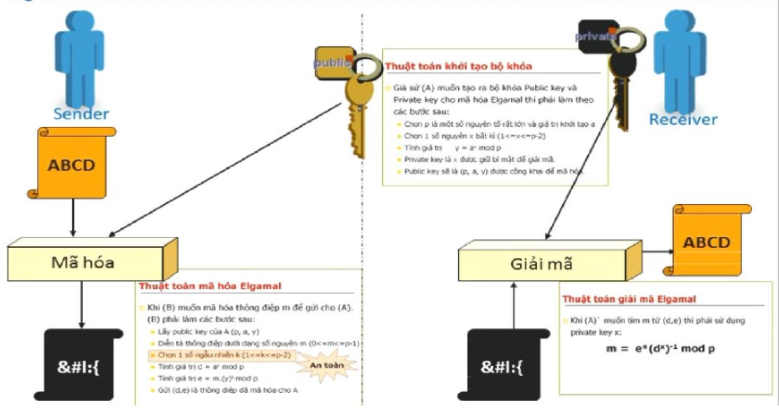 Sender
ABCD
Mã hóa
&#I:{
public
private
Receiver
Thuật toán khởi tạo bộ khóa
Giả sử (A) muốn tạo ra bộ khóa Public key và
Private key cho mã hóa Elgamal thì phải làm theo
các bước sau:
Chọn p là một số nguyên tố rất lớn và giá trị khởi tạo a
Chọn 1 số nguyên x bất kì (1<=x<=p-2)
Tính giá trị y = aˣ mod p
Private key là x được giữ bí mật để giải mã.
Public key sẽ là (p, a, y) được công khai để mã hóa.
Thuật toán mã hóa Elgamal
Khi (B) muốn mã hóa thông điệp m để gửi cho (A).
(B) phải làm các bước sau:
Lấy public key của A (p, a, y)
Diễn tả thông điệp dưới dạng số nguyên m (0<=m<=p-1)
Chọn 1 số ngẫu nhiên k (1<=k<=p-2)
An toàn
Tính giá trị d = aᵏ mod p
Tính giá trị e = m.(y)ᵏ mod p
Gửi (d,e) là thông điệp đã mã hóa cho A
Giải mã
ABCD
&#I:{
Thuật toán giải mã Elgamal
Khi (A)' muốn tìm m từ (d,e) thì phải sử dụng
private key x:
m = e*(dˣ)⁻¹ mod p